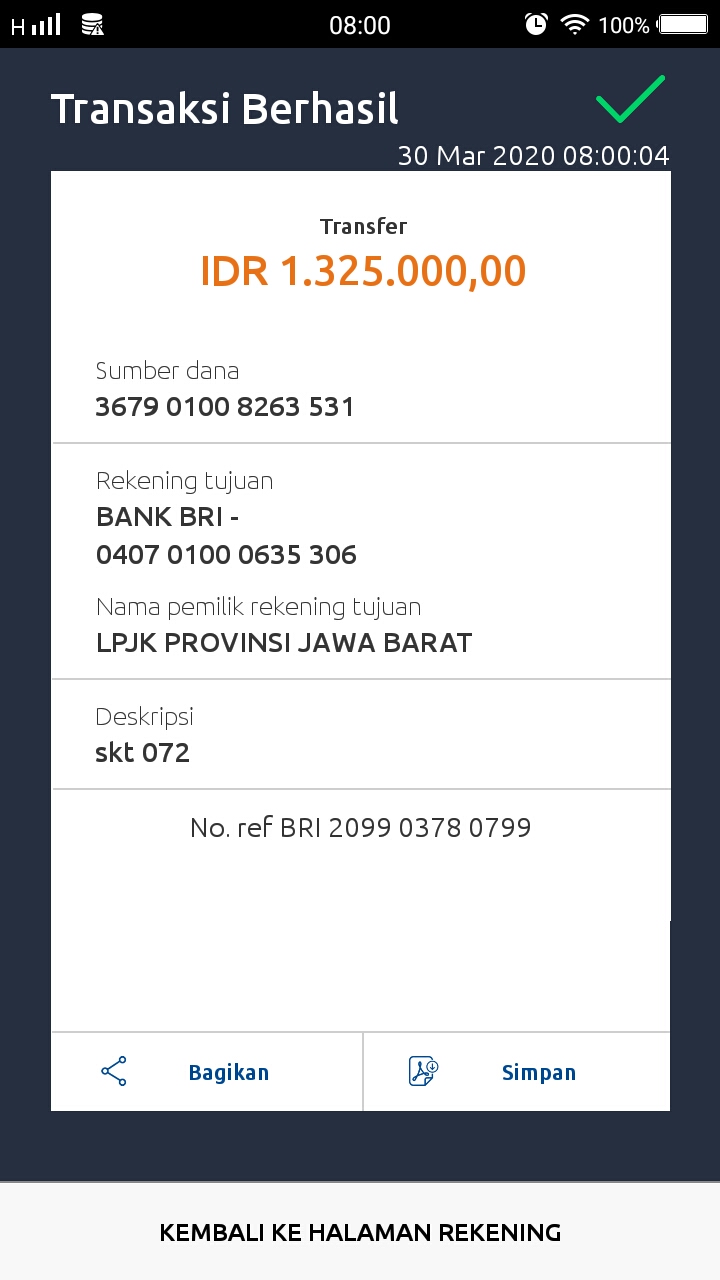 H 08:00 100%
Transaksi Berhasil
30 Mar 2020 08:00:04
Transfer
IDR 1.325.000,00
Sumber dana
3679 0100 8263 531
Rekening tujuan
BANK BRI -
0407 0100 0635 306
Nama pemilik rekening tujuan
LPJK PROVINSI JAWA BARAT
Deskripsi
skt 072
No. ref BRI 2099 0378 0799
Bagikan Simpan
KEMBALI KE HALAMAN REKENING